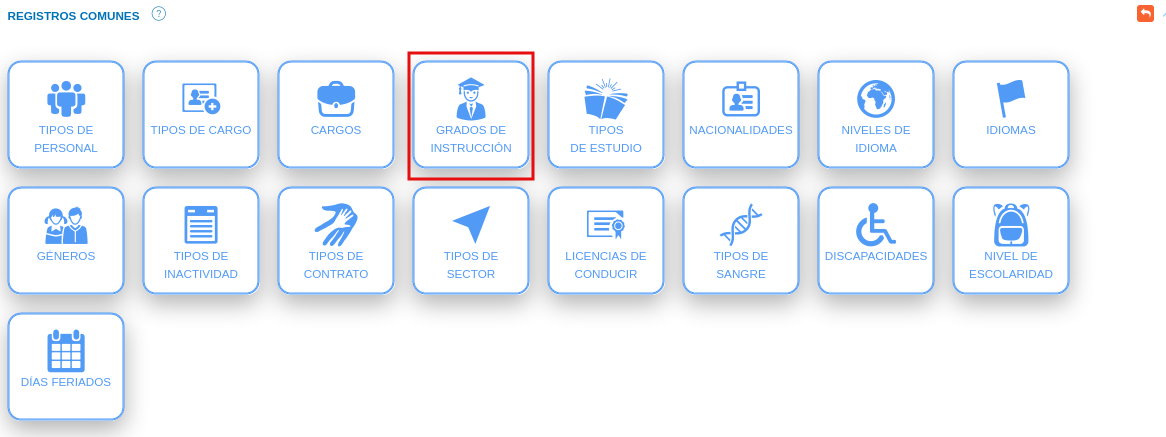 REGISTROS COMUNES ?
TIPOS DE
PERSONAL
TIPOS DE CARGO
CARGOS
GRADOS DE
INSTRUCCIÓN
TIPOS
DE ESTUDIO
NACIONALIDADES
NIVELES DE
IDIOMA
IDIOMAS
GÉNEROS
TIPOS DE
INACTIVIDAD
TIPOS DE
CONTRATO
TIPOS DE
SECTOR
LICENCIAS DE
CONDUCIR
TIPOS DE
SANGRE
DISCAPACIDADES
NIVEL DE
ESCOLARIDAD
DÍAS FERIADOS